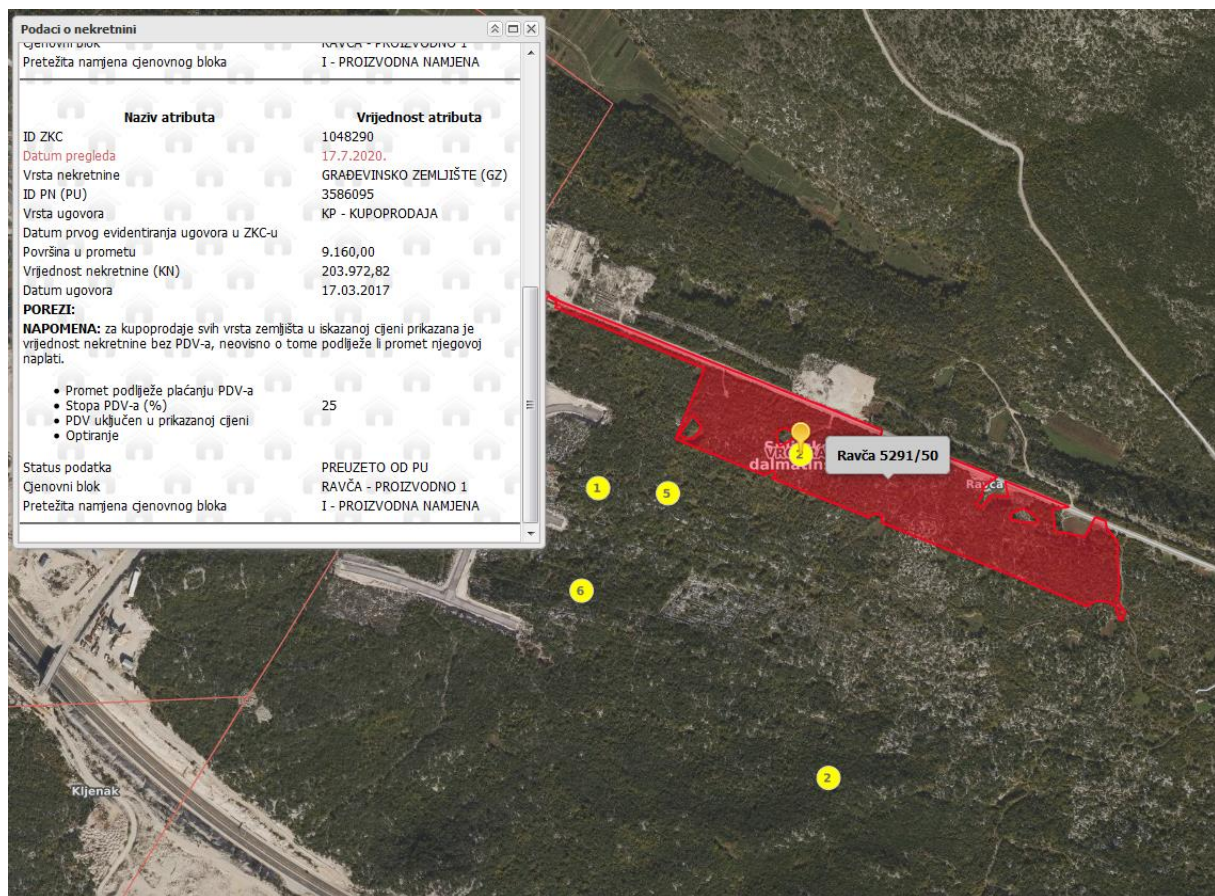 Podaci o nekretnini
Cjenovni blok RAVČA - PROIZVODNO 1
Pretežita namjena cjenovnog bloka I - PROIZVODNA NAMJENA
Naziv atributa Vrijednost atributa
ID ZKC 1048290
Datum pregleda 17.7.2020.
Vrsta nekretnine GRAĐEVINSKO ZEMLJIŠTE (GZ)
ID PN (PU) 3586095
Vrsta ugovora KP - KUPOPRODAJA
Datum prvog evidentiranja ugovora u ZKC-u
Površina u prometu 9.160,00
Vrijednost nekretnine (KN) 203.972,82
Datum ugovora 17.03.2017
POREZI:
NAPOMENA: za kupoprodaje svih vrsta zemljišta u iskazanoj cijeni prikazana je
vrijednost nekretnine bez PDV-a, neovisno o tome podliježe li promet njegovoj
naplati.
• Promet podliježe plaćanju PDV-a
• Stopa PDV-a (%) 25
• PDV uključen u prikazanoj cijeni
• Optiranje
Status podatka PREUZETO OD PU
Cjenovni blok RAVČA - PROIZVODNO 1
Pretežita namjena cjenovnog bloka I - PROIZVODNA NAMJENA
2
Ravča 5291/50
Ravča
1
5
6
2
Kljenak